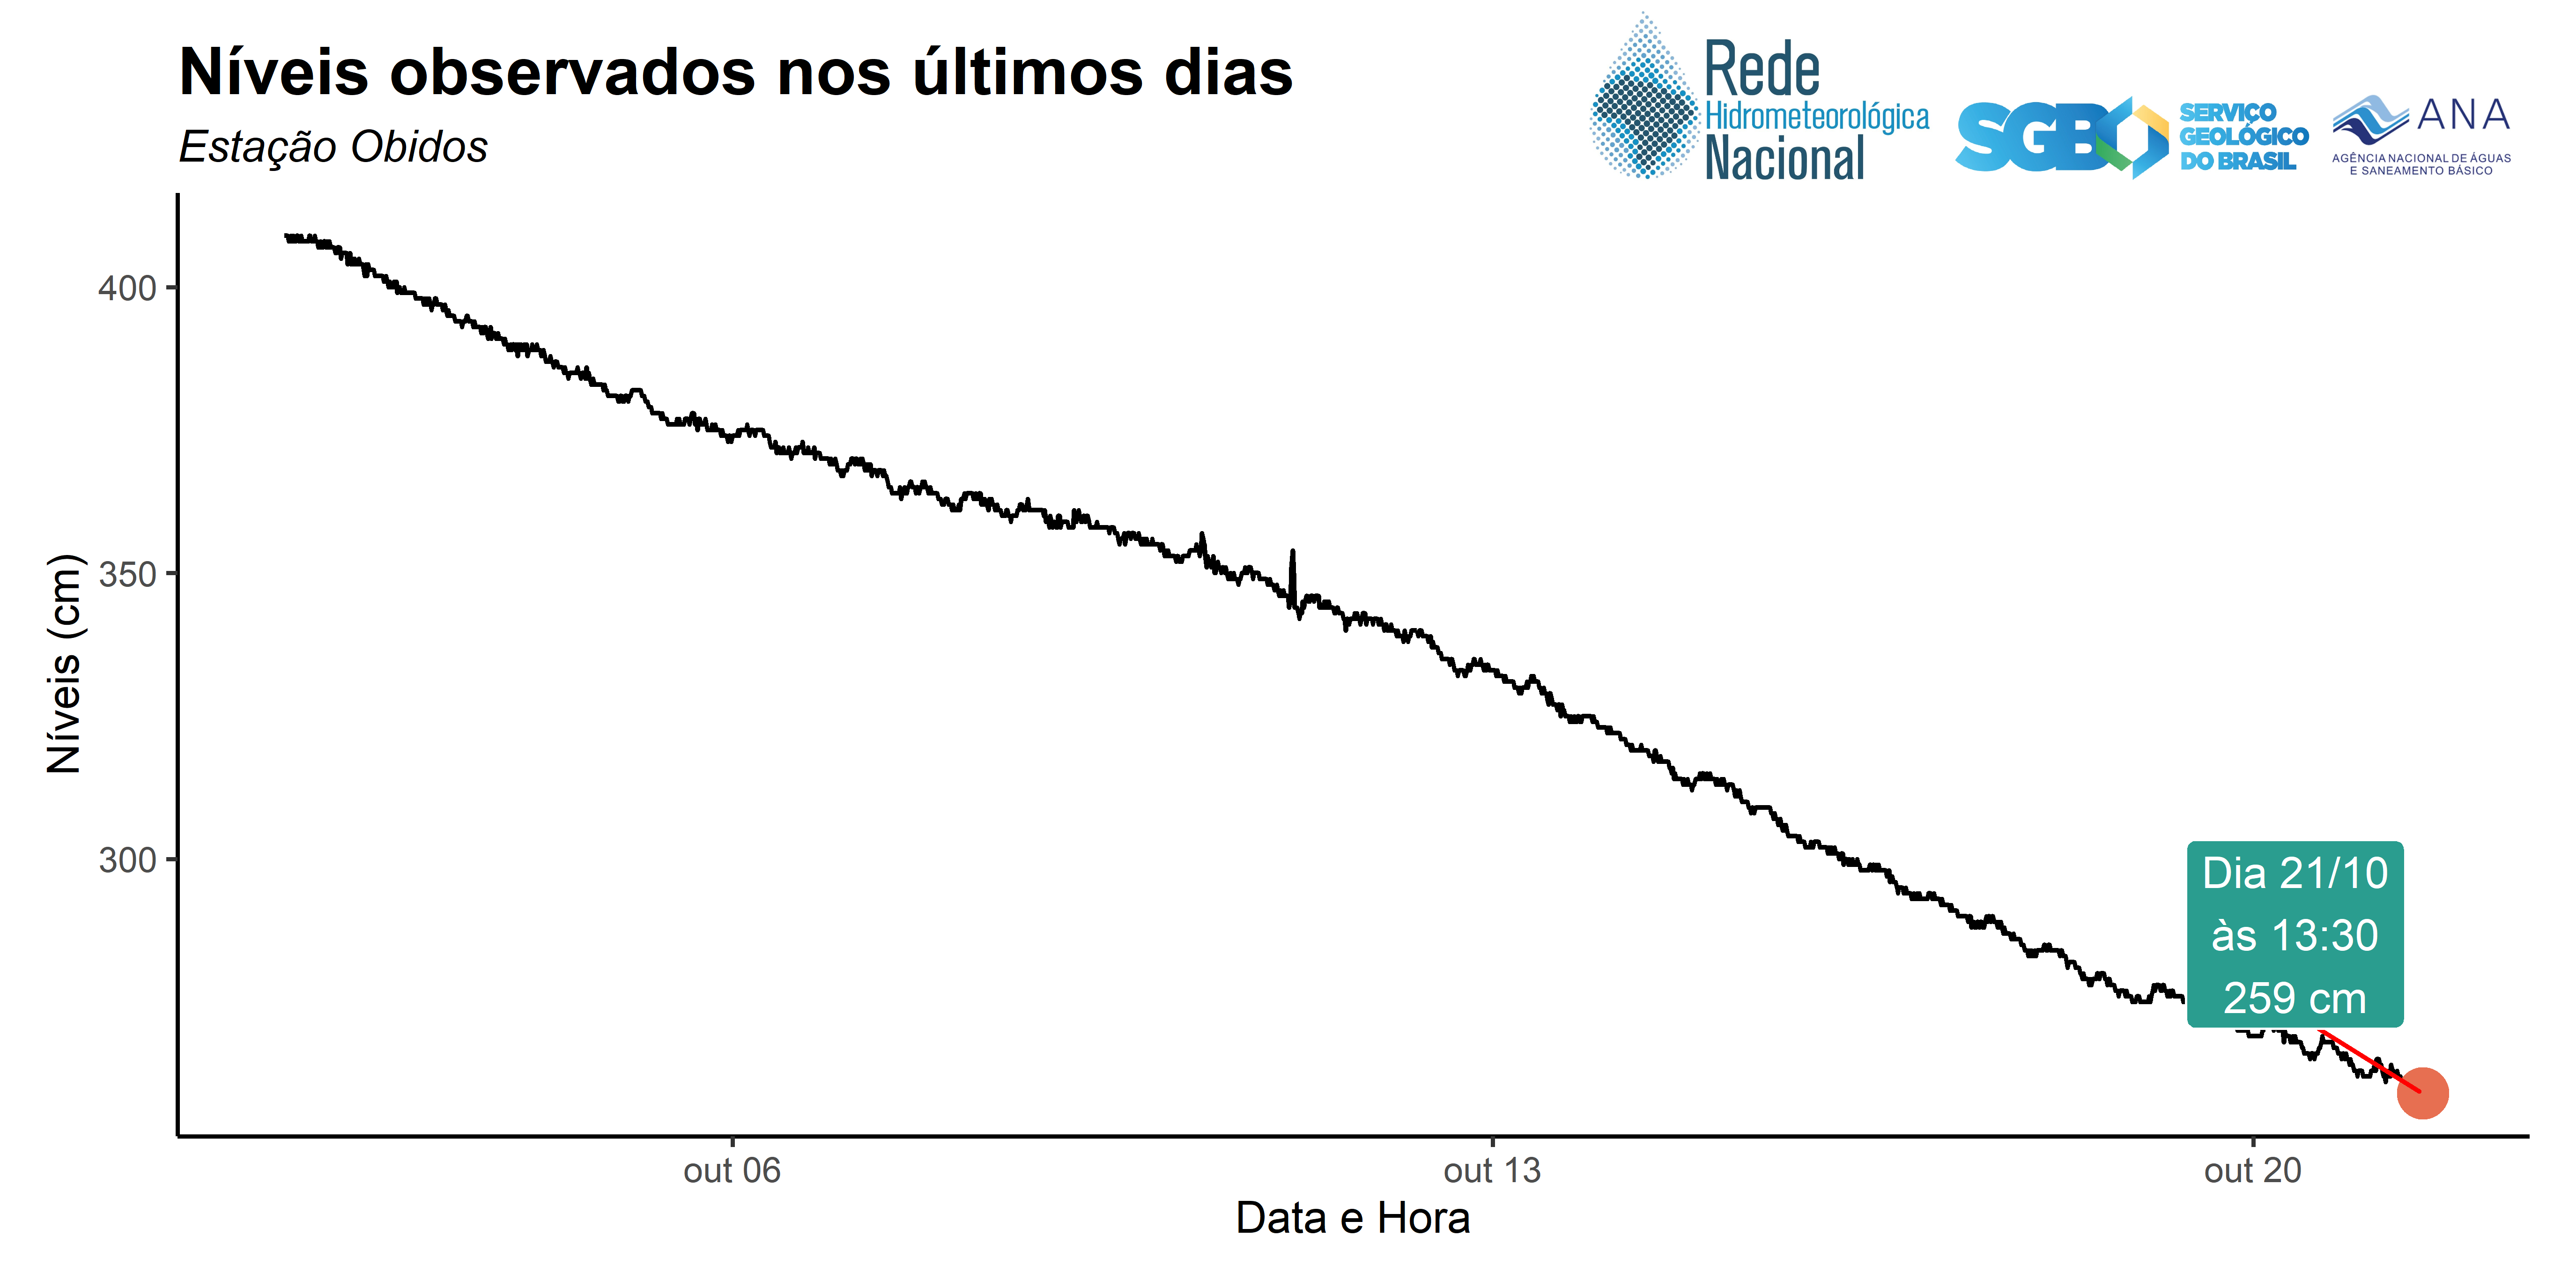 Níveis observados nos últimos dias
Estação Obidos
Rede
Hidrometeorológica
Nacional
SGB
SERVIÇO
GEOLÓGICO
DO BRASIL
ANA
AGÊNCIA NACIONAL DE ÁGUAS
E SANEAMENTO BÁSICO
Níveis (cm)
400
350
300
Dia 21/10
às 13:30
259 cm
out 06
out 13
out 20
Data e Hora